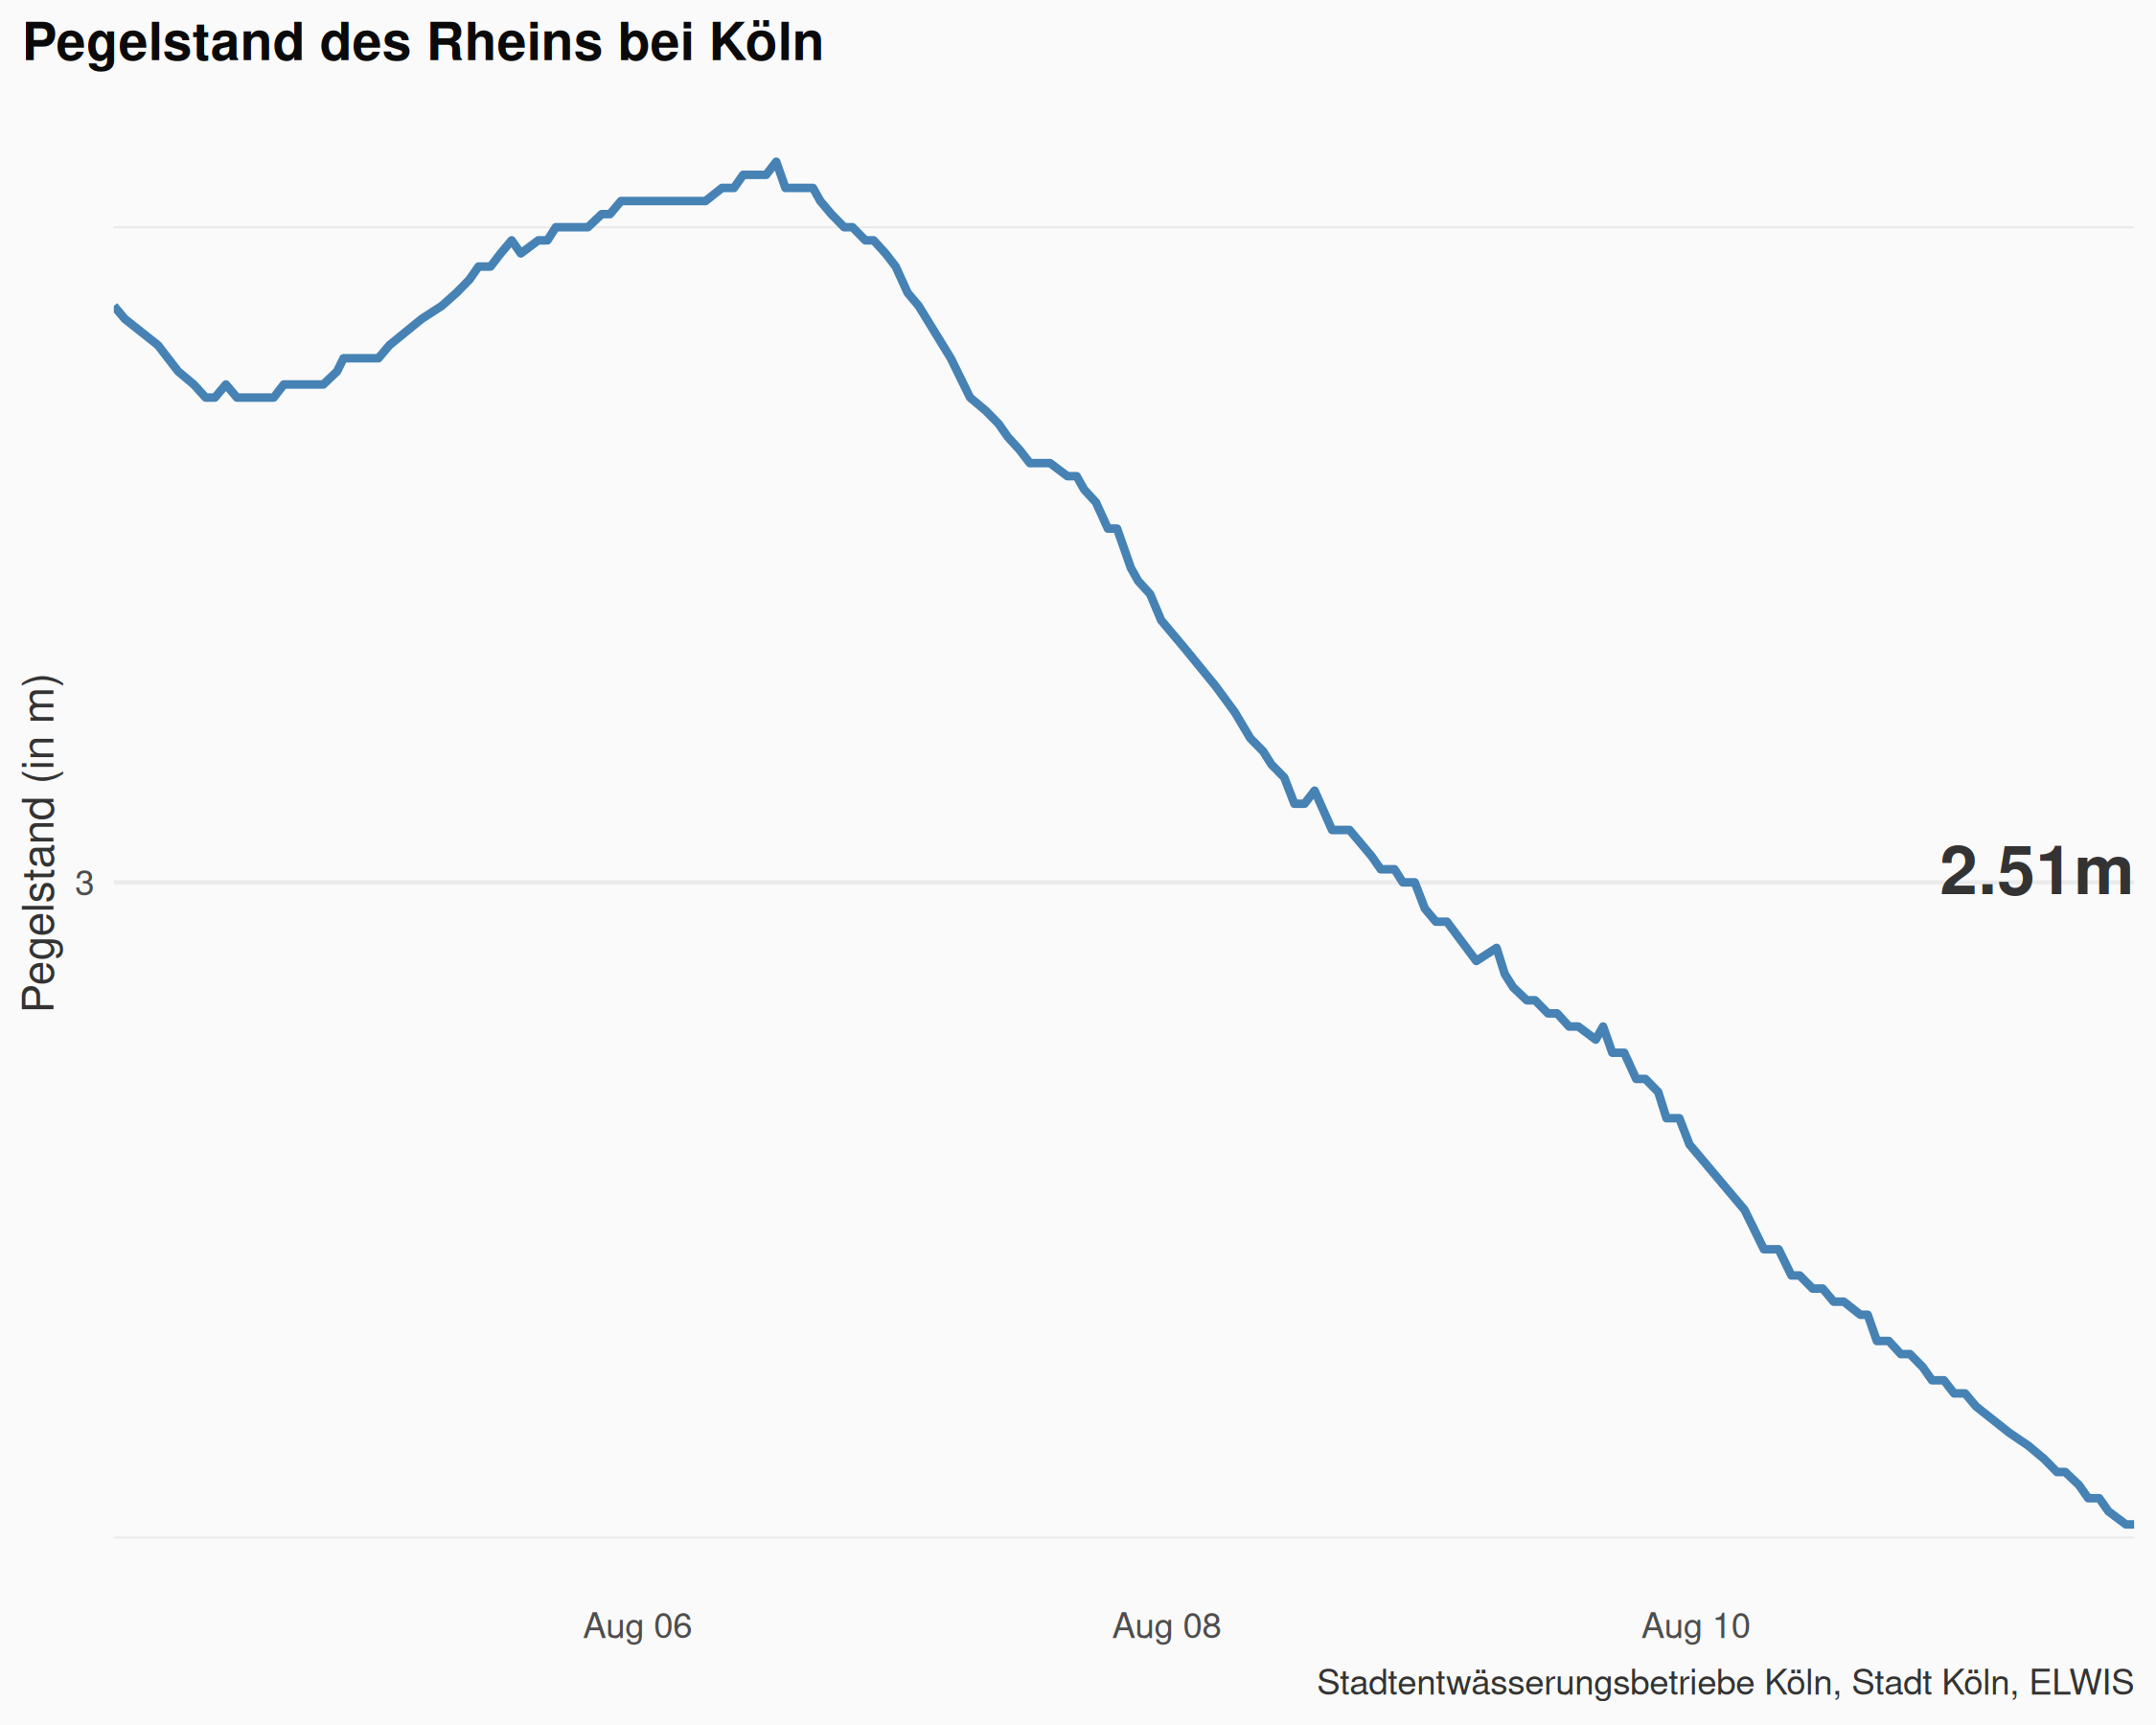 Pegelstand des Rheins bei Köln
Pegelstand (in m)
3
2.51m
Aug 06
Aug 08
Aug 10
Stadtentwässerungsbetriebe Köln, Stadt Köln, ELWIS